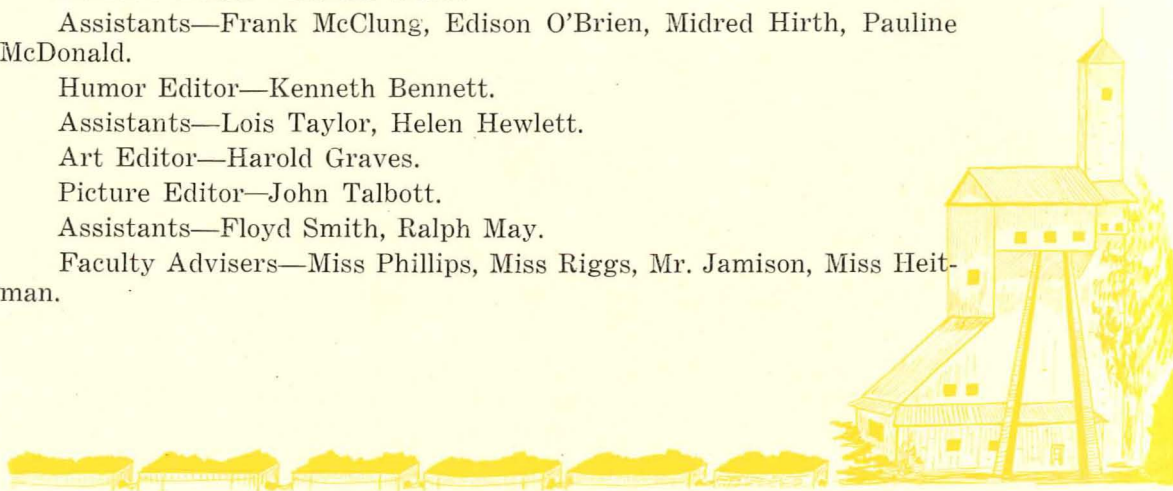 Assistants—Frank McClung, Edison O'Brien, Midred Hirth, Pauline
McDonald.
Humor Editor—Kenneth Bennett.
Assistants—Lois Taylor, Helen Hewlett.
Art Editor—Harold Graves.
Picture Editor—John Talbott.
Assistants—Floyd Smith, Ralph May.
Faculty Advisers—Miss Phillips, Miss Riggs, Mr. Jamison, Miss Heit-
man.